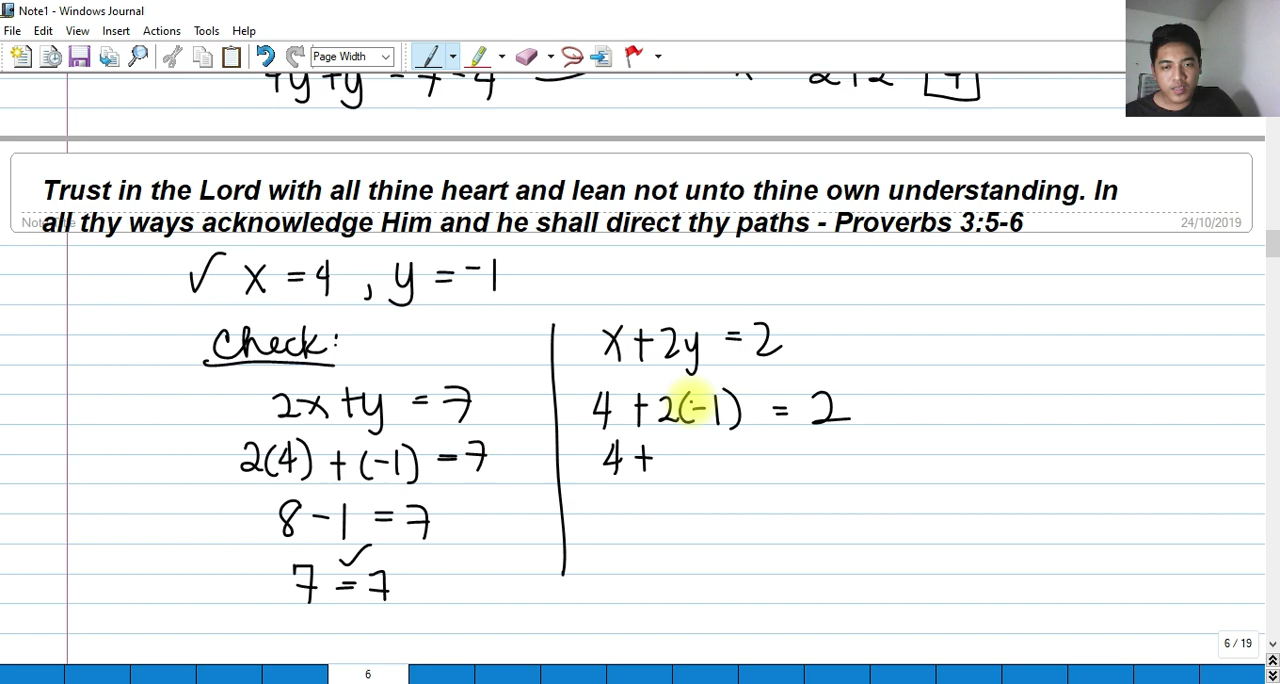 Note1 - Windows Journal
File Edit View Insert Actions Tools Help
Page Width
4y+y = 7-4
Trust in the Lord with all thine heart and lean not unto thine own understanding. In
all thy ways acknowledge Him and he shall direct thy paths - Proverbs 3:5-6
24/10/2019
✓ x = 4 , y = -1
Check:
2x + y = 7
2(4) + (-1) = 7
8 - 1 = 7
✓
7 = 7
x + 2y = 2
4 + 2(-1) = 2
4 +
6 / 19
6